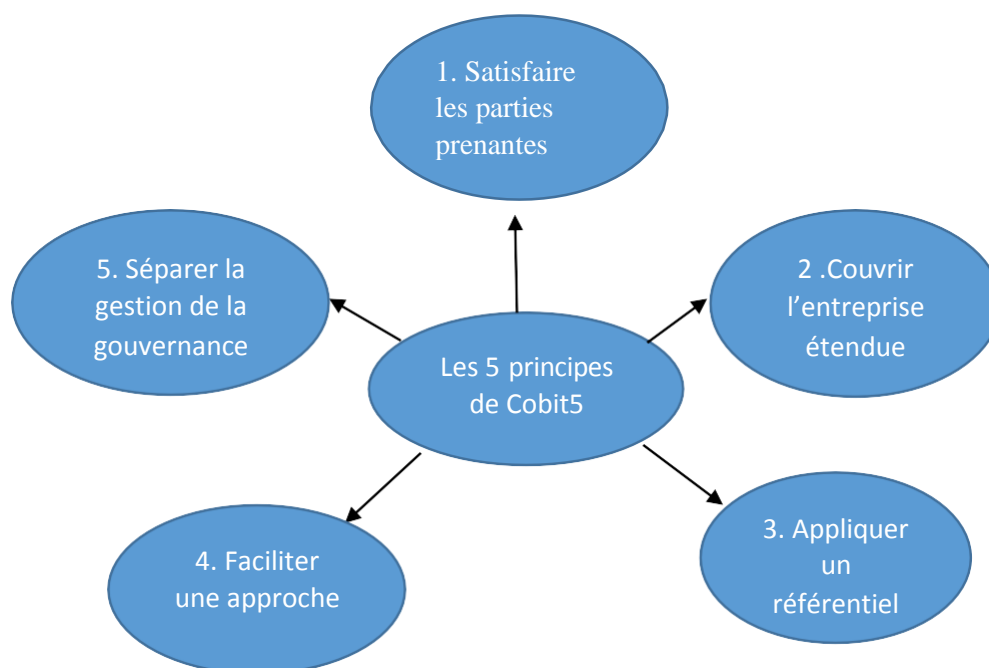 1. Satisfaire
les parties
prenantes
5. Séparer la
gestion de la
gouvernance
2 .Couvrir
l’entreprise
étendue
Les 5 principes
de Cobit5
4. Faciliter
une approche
3. Appliquer
un
référentiel